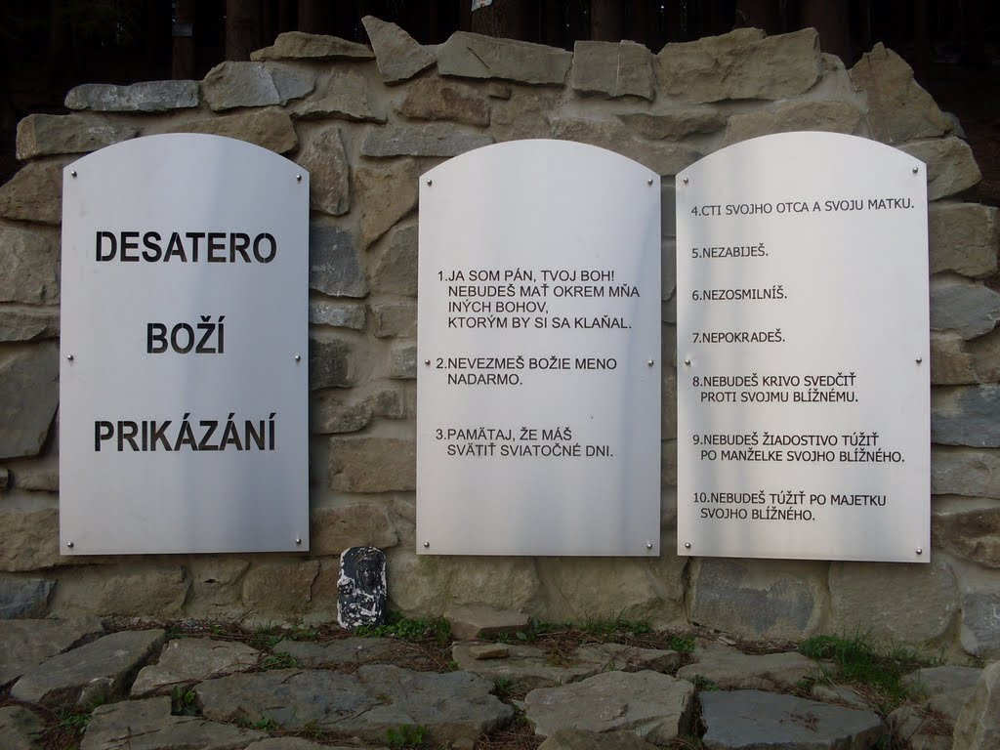 DESATERO
BOŽÍ
PRIKÁZÁNÍ
1.JA SOM PÁN, TVOJ BOH!
NEBUDEŠ MAŤ OKREM MŇA
INÝCH BOHOV,
KTORÝM BY SI SA KLAŇAL.
2.NEVEZMEŠ BOŽIE MENO
NADARMO.
3.PAMÄTAJ, ŽE MÁŠ
SVÄTIŤ SVIATOČNÉ DNI.
4.CTI SVOJHO OTCA A SVOJU MATKU.
5.NEZABIJEŠ.
6.NEZOSMILNÍŠ.
7.NEPOKRADEŠ.
8.NEBUDEŠ KRIVO SVEDČIŤ
PROTI SVOJMU BLÍŽNÉMU.
9.NEBUDEŠ ŽIADOSTIVO TÚŽIŤ
PO MANŽELKE SVOJHO BLÍŽNÉHO.
10.NEBUDEŠ TÚŽIŤ PO MAJETKU
SVOJHO BLÍŽNÉHO.